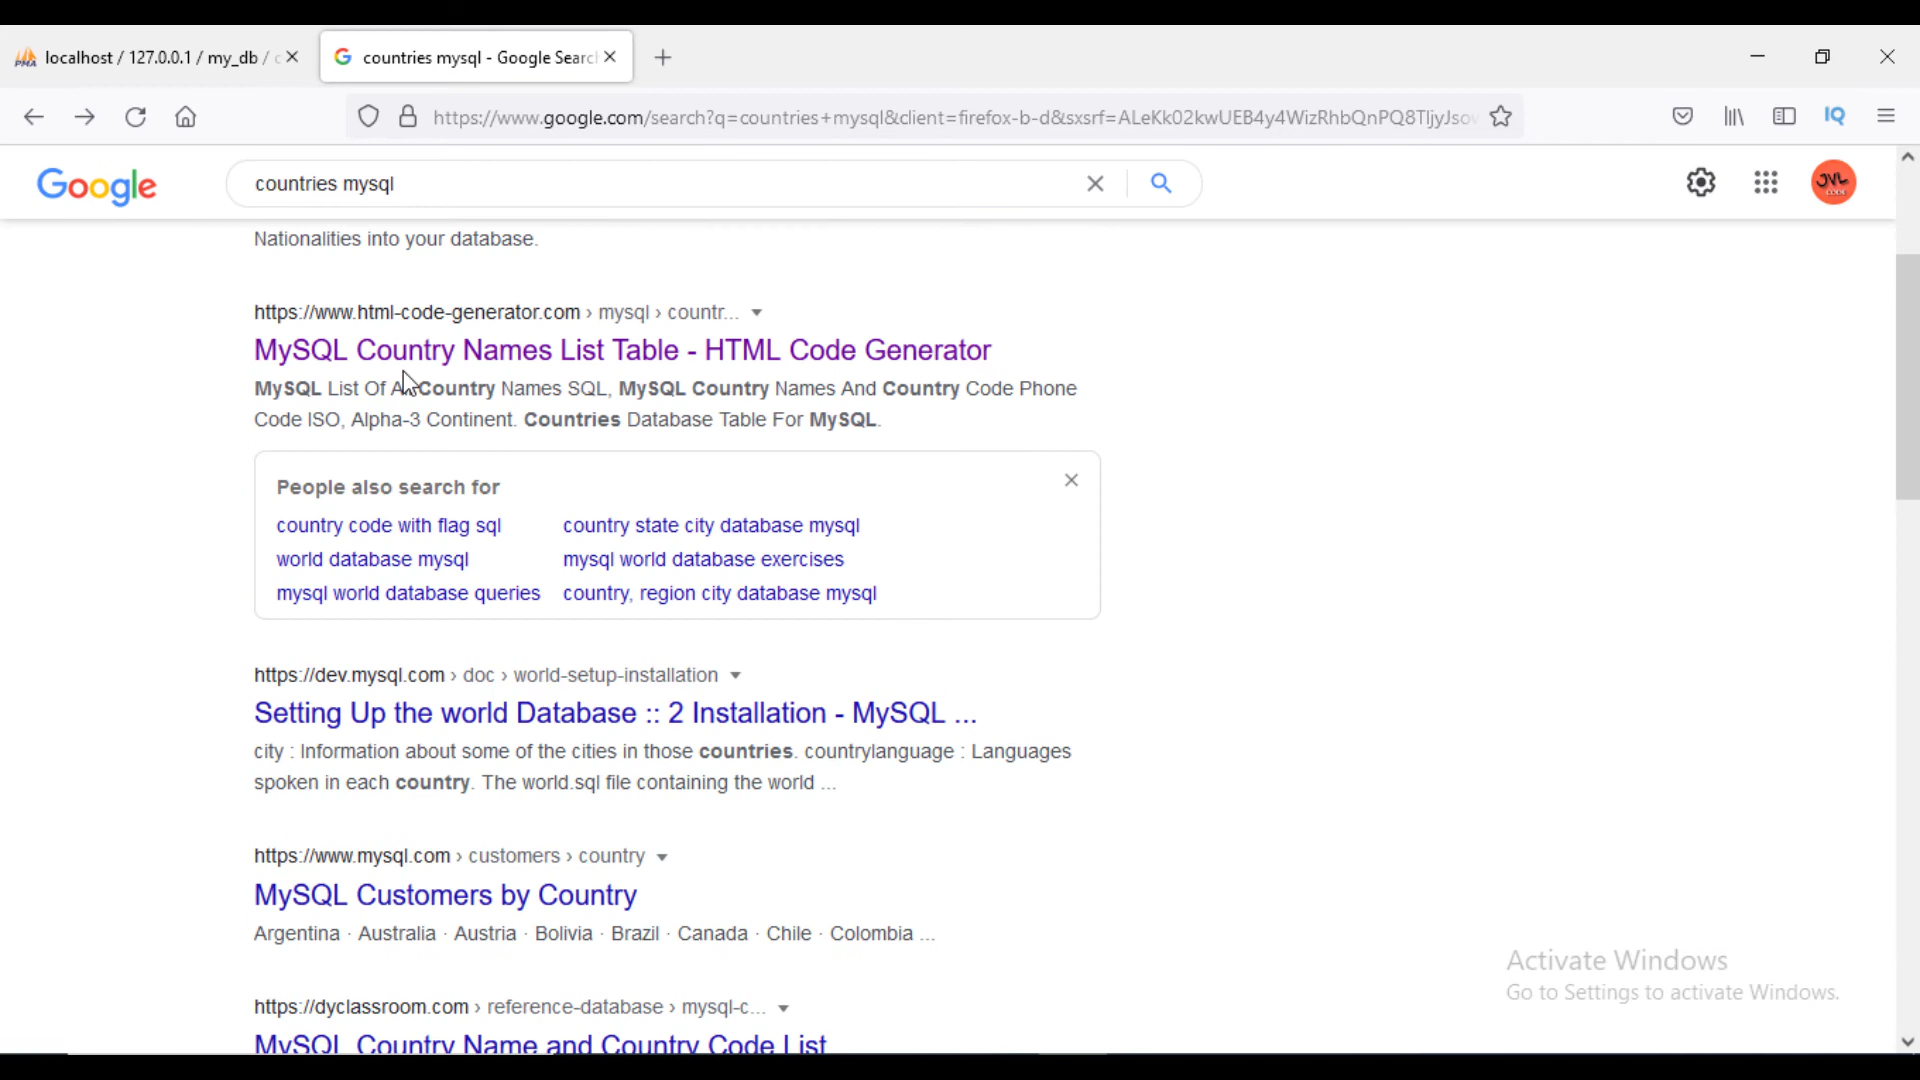 localhost / 127.0.0.1 / my_db /
countries mysql - Google Search
https://www.google.com/search?q=countries+mysql&client=firefox-b-d&sxsrf=ALeKk02kwUEB4y4WizRhbQnPQ8TljyJsow
IQ
Google
countries mysql
JVL
CODE
Nationalities into your database.
https://www.html-code-generator.com › mysql › countr...
MySQL Country Names List Table - HTML Code Generator
MySQL List Of All Country Names SQL, MySQL Country Names And Country Code Phone
Code ISO, Alpha-3 Continent. Countries Database Table For MySQL.
People also search for
country code with flag sql
country state city database mysql
world database mysql
mysql world database exercises
mysql world database queries
country, region city database mysql
https://dev.mysql.com › doc › world-setup-installation
Setting Up the world Database :: 2 Installation - MySQL ...
city : Information about some of the cities in those countries. countrylanguage : Languages
spoken in each country. The world.sql file containing the world ...
https://www.mysql.com › customers › country
MySQL Customers by Country
Argentina · Australia · Austria · Bolivia · Brazil · Canada · Chile · Colombia ...
https://dyclassroom.com › reference-database › mysql-c...
MySQL Country Name and Country Code List
Activate Windows
Go to Settings to activate Windows.